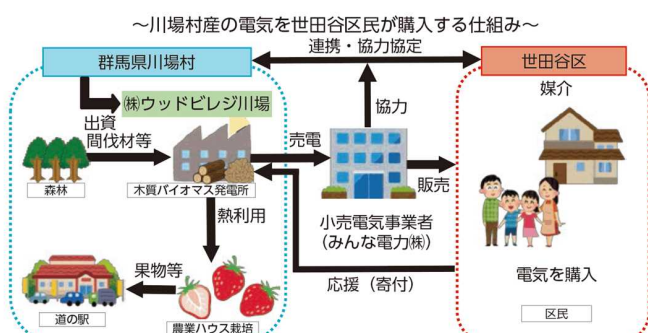 ～川場村産の電気を世田谷区民が購入する仕組み～
連携・協力協定
群馬県川場村
世田谷区
㈱ウッドビレジ川場
協力
媒介
出資
間伐材等
売電
販売
森林
木質バイオマス発電所
熱利用
小売電気事業者
(みんな電力㈱)
果物等
応援（寄付）
電気を購入
道の駅
農業ハウス栽培
区民